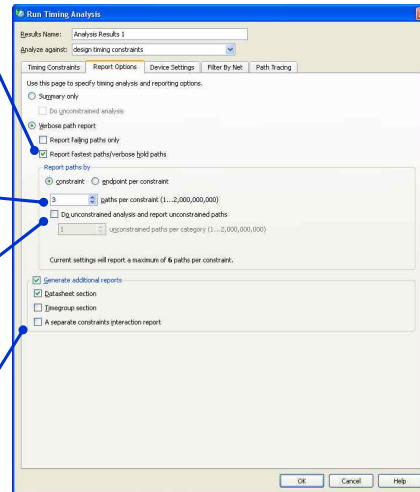 Run Timing Analysis
Results Name: Analysis Results 1
Analyze against: design timing constraints
Timing Constraints Report Options Device Settings Filter By Net Path Tracing
Use this page to specify timing analysis and reporting options.
Summary only
Do unconstrained analysis
Verbose path report
Report failing paths only
Report fastest paths/verbose hold paths
Report paths by
constraint endpoint per constraint
3 paths per constraint (1...2,000,000,000)
Do unconstrained analysis and report unconstrained paths
1 unconstrained paths per category (1...2,000,000,000)
Current settings will report a maximum of 6 paths per constraint.
Generate additional reports
Datasheet section
Timegroup section
A separate constraints interaction report
OK Cancel Help